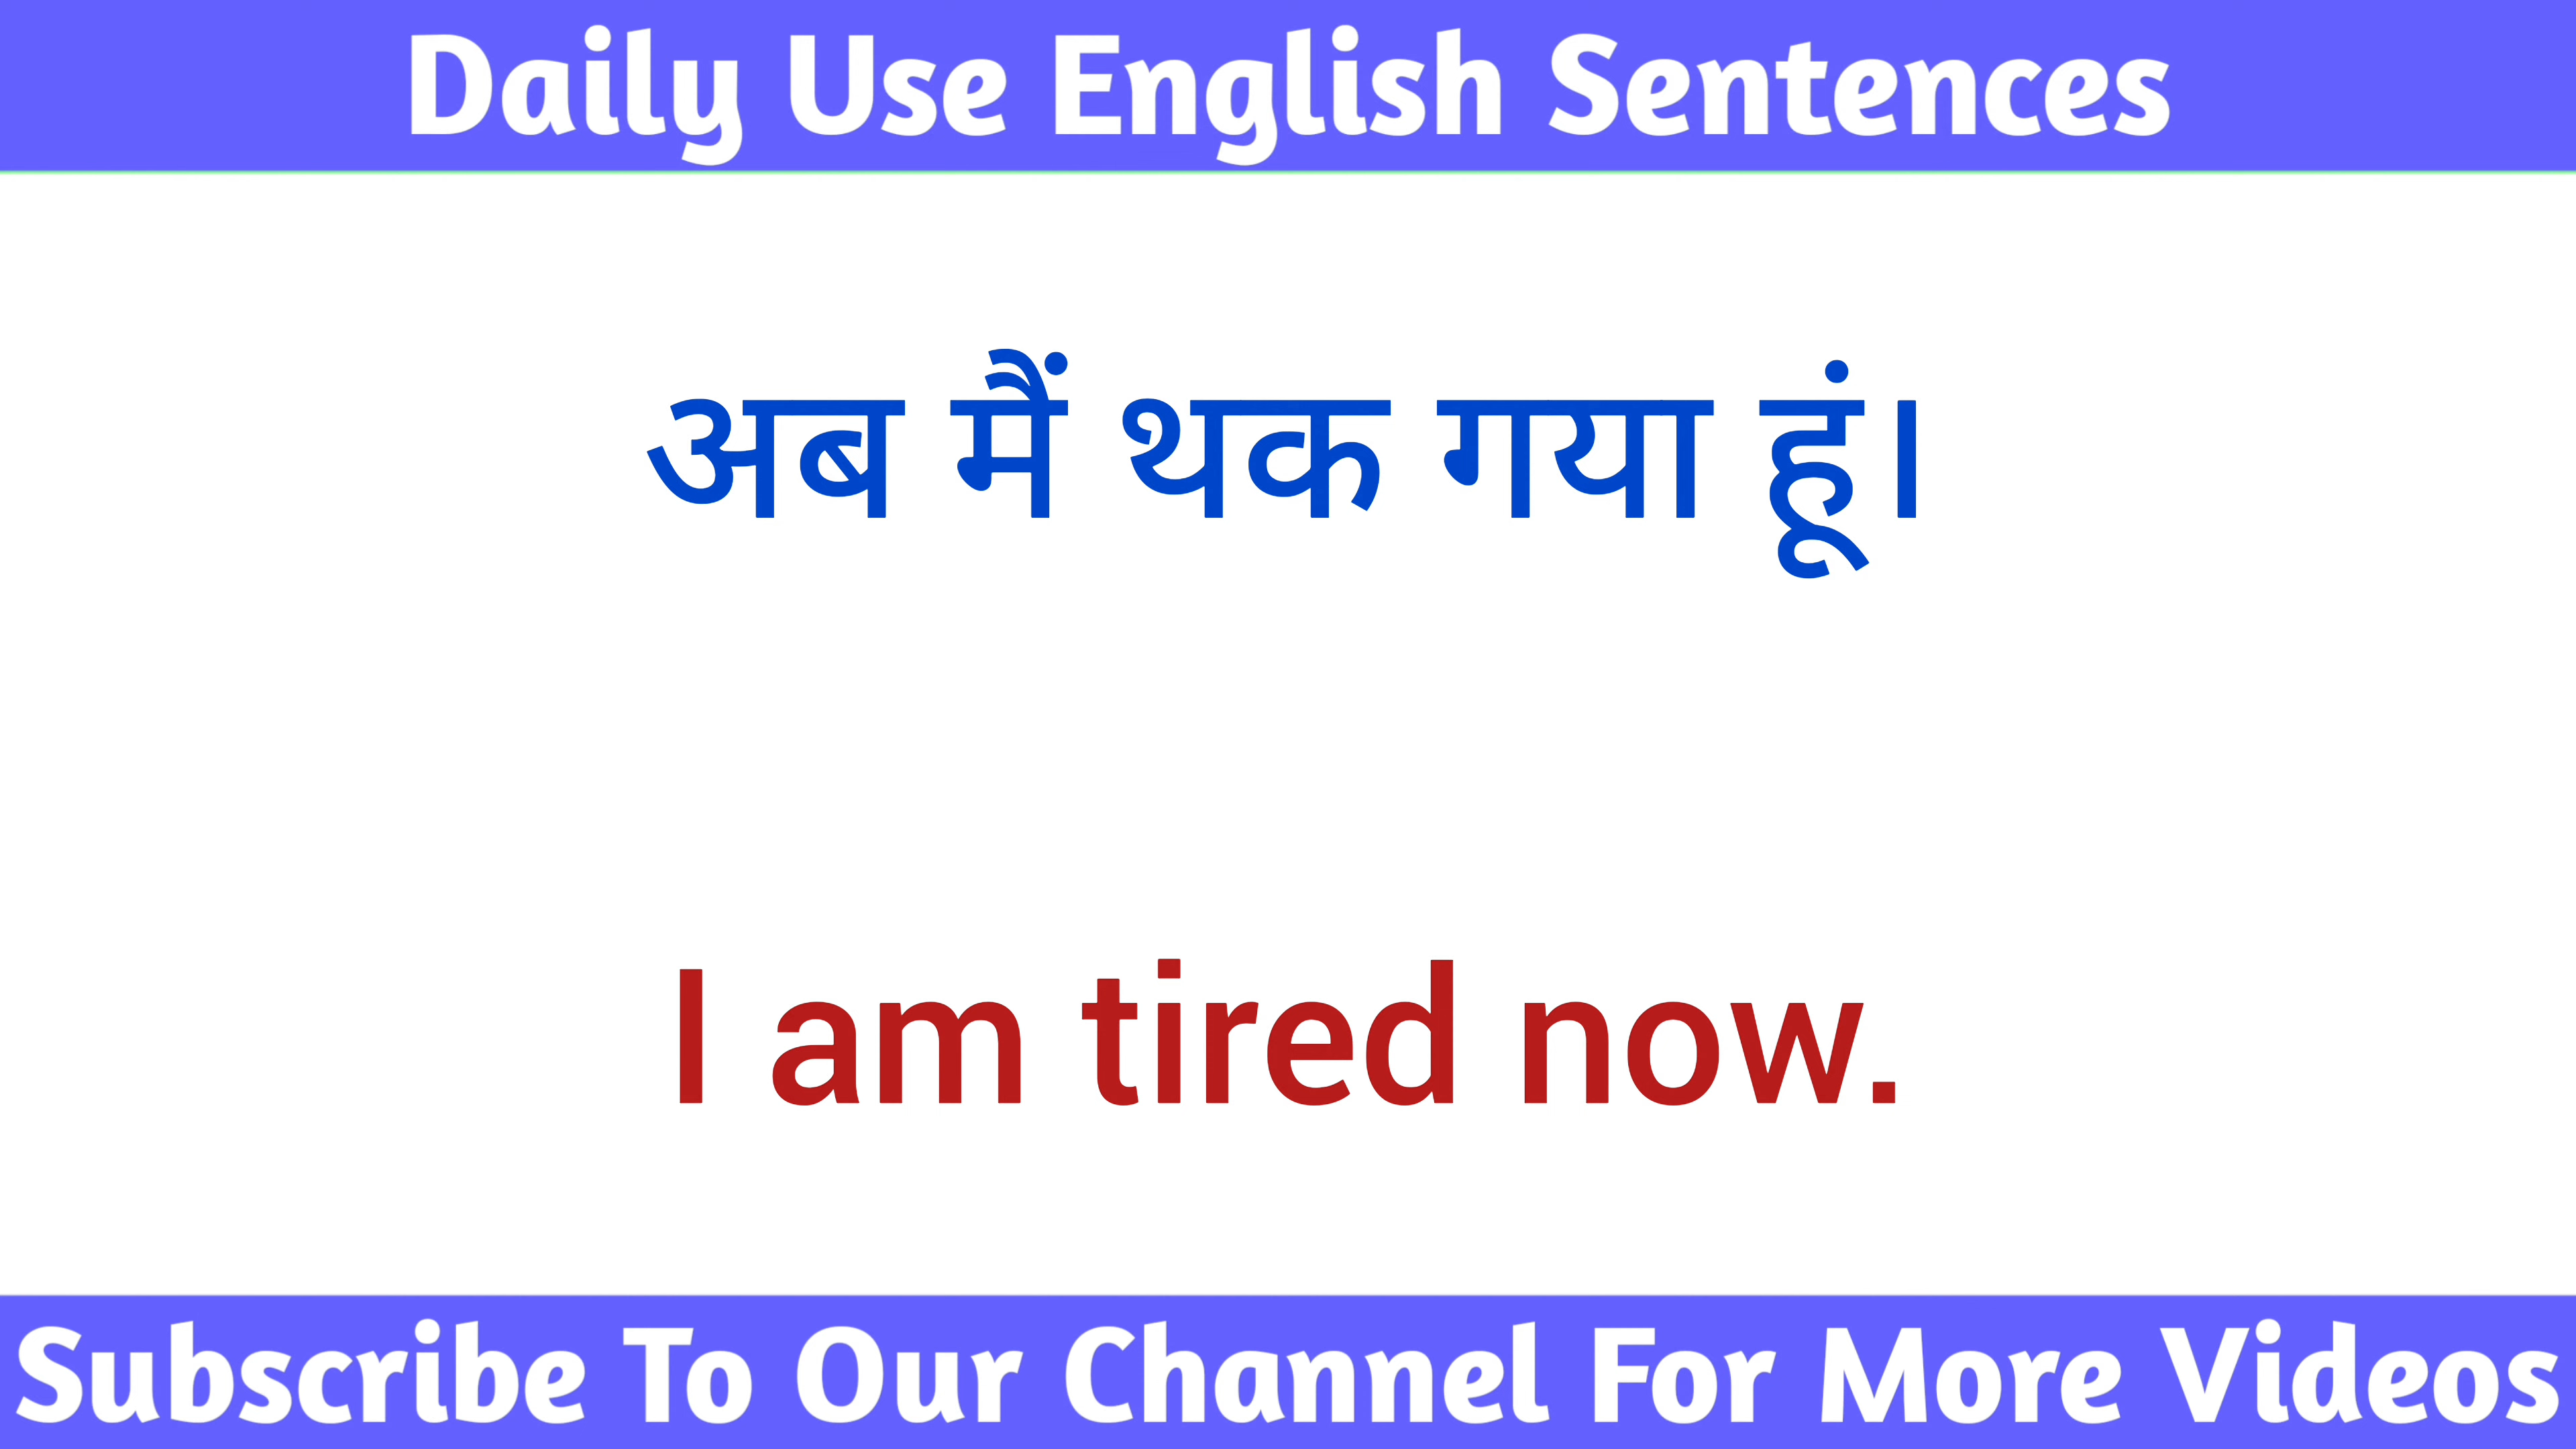 Daily Use English Sentences
अब मैं थक गया हूं।
I am tired now.
Subscribe To Our Channel For More Videos